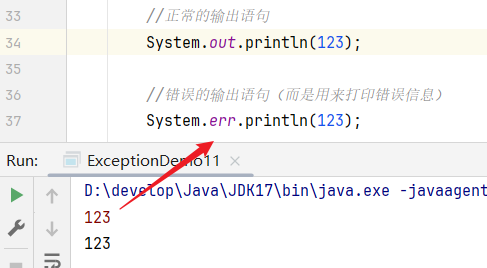 33 //正常的输出语句
34 System.out.println(123);
35
36 //错误的输出语句（而是用来打印错误信息）
37 System.err.println(123);
Run: ExceptionDemo11 ×
D:\develop\Java\JDK17\bin\java.exe -javaagent
123
123